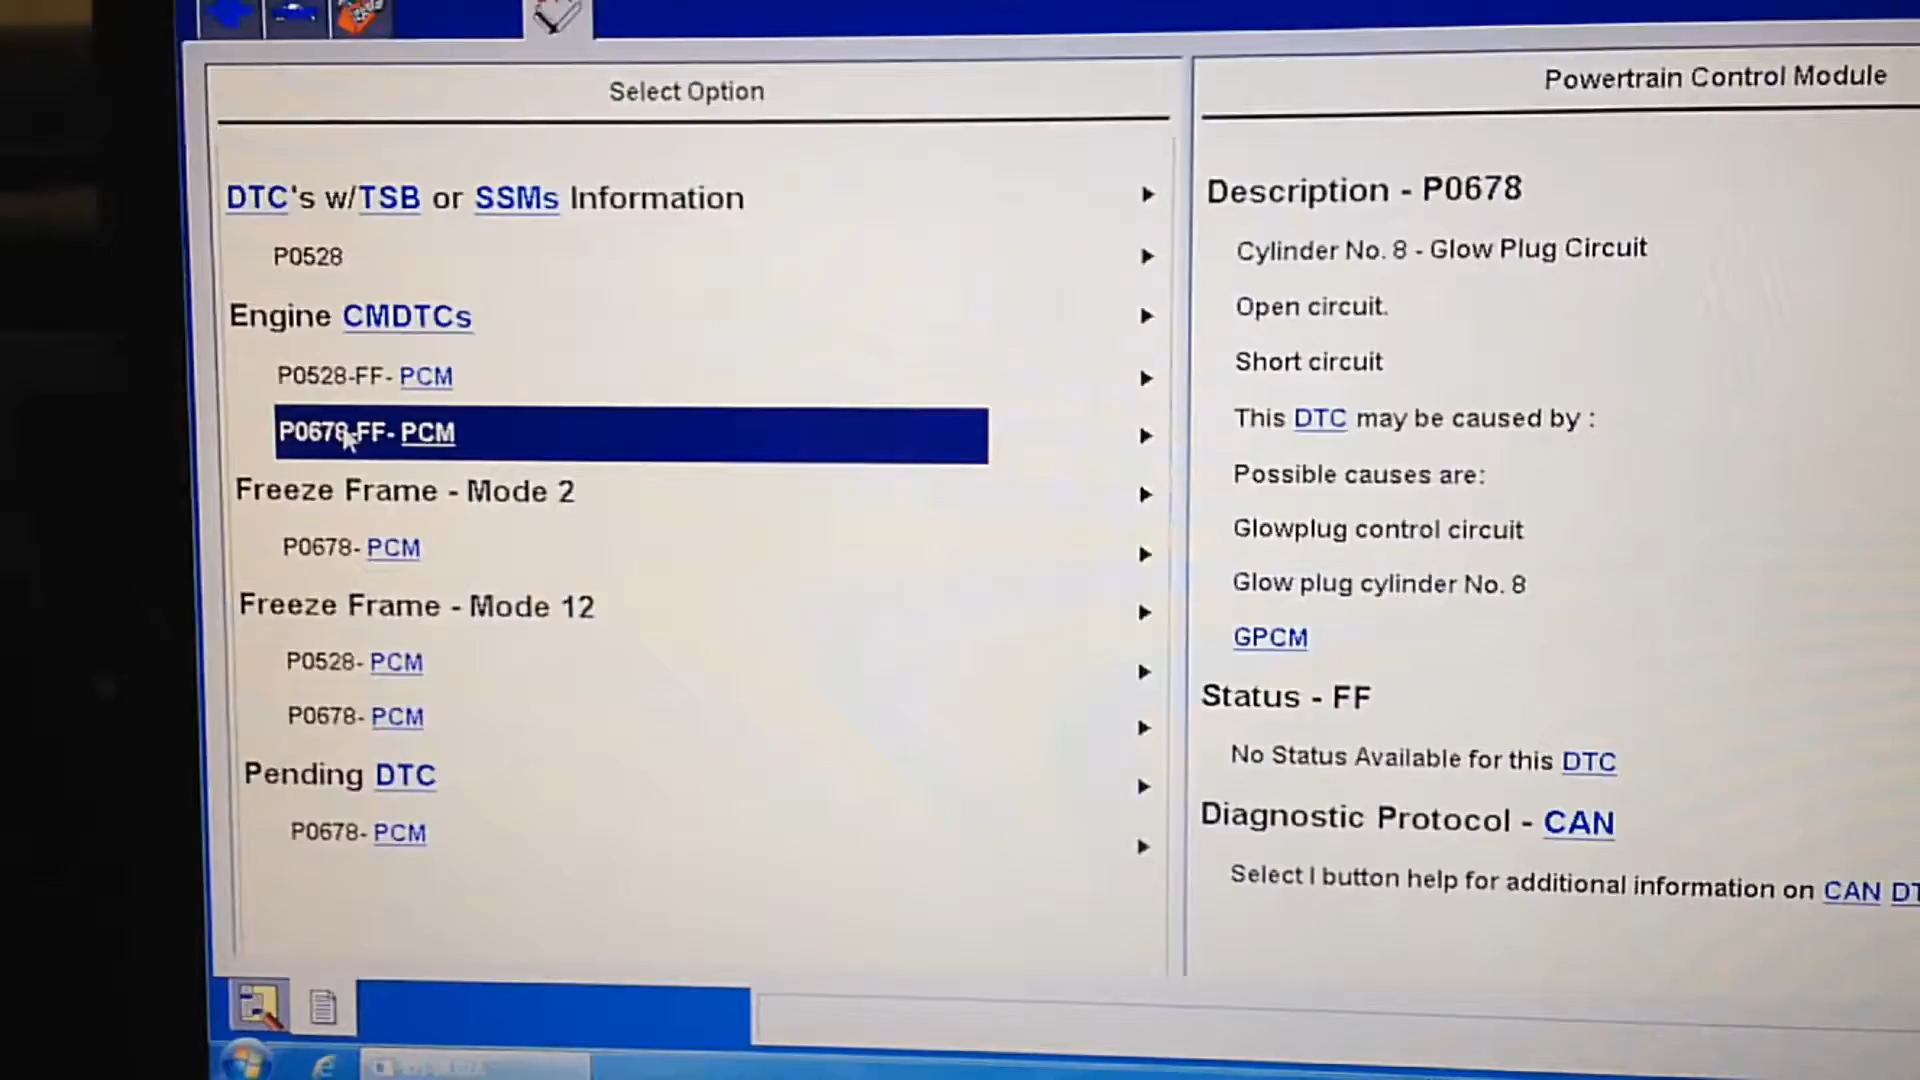 Select Option
DTC's w/TSB or SSMs Information
P0528
Engine CMDTCs
P0528-FF- PCM
P0678-FF- PCM
Freeze Frame - Mode 2
P0678- PCM
Freeze Frame - Mode 12
P0528- PCM
P0678- PCM
Pending DTC
P0678- PCM
Powertrain Control Module
Description - P0678
Cylinder No. 8 - Glow Plug Circuit
Open circuit.
Short circuit
This DTC may be caused by :
Possible causes are:
Glowplug control circuit
Glow plug cylinder No. 8
GPCM
Status - FF
No Status Available for this DTC
Diagnostic Protocol - CAN
Select I button help for additional information on CAN